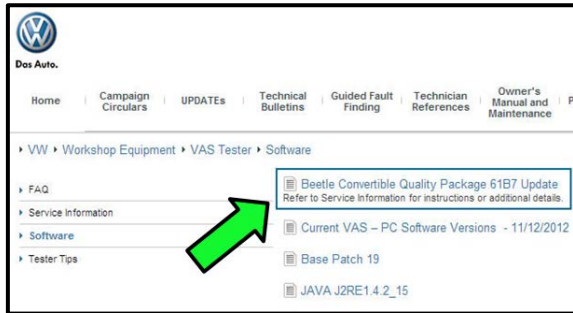 Das Auto.
Home
Campaign
Circulars
UPDATEs
Technical
Bulletins
Guided Fault
Finding
Technician
References
Owner's
Manual and
Maintenance
P
VW ▸ Workshop Equipment ▸ VAS Tester ▸ Software
FAQ
Service Information
Software
Tester Tips
Beetle Convertible Quality Package 61B7 Update
Refer to Service Information for instructions or additional details.
Current VAS – PC Software Versions - 11/12/2012
Base Patch 19
JAVA J2RE1.4.2_15